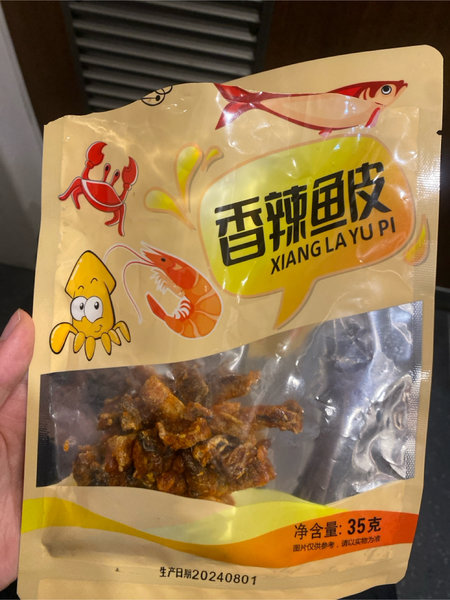 香辣鱼皮
XIANG LA YU PI
净含量: 35克
图片仅供参考，请以实物为准
生产日期20240801